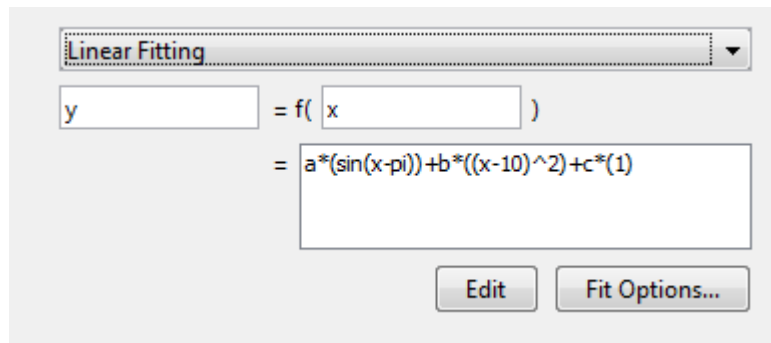 Linear Fitting
y = f( x )
= a*(sin(x-pi))+b*((x-10)^2)+c*(1)
Edit Fit Options...